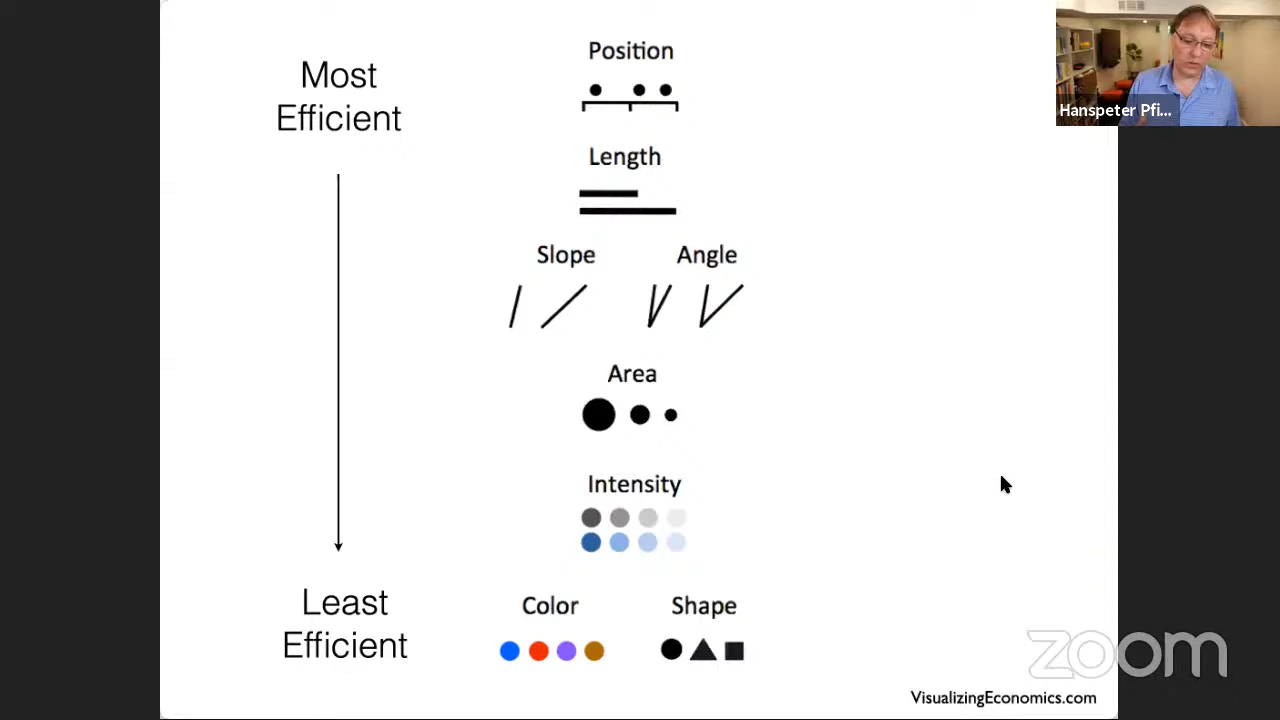 Most
Efficient
Position
Length
Slope
Angle
Area
Intensity
Least
Efficient
Color
Shape
VisualizingEconomics.com
Hanspeter Pfi...
zoom